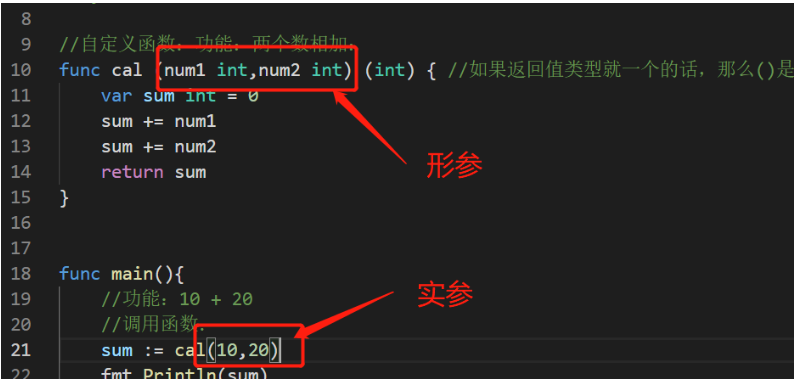 8
9 //自定义函数：功能：两个数相加：
10 func cal (num1 int,num2 int) (int) { //如果返回值类型就一个的话，那么()是
11 var sum int = 0
12 sum += num1
13 sum += num2
14 return sum
15 }
形参
16
17
18 func main(){
19 //功能：10 + 20
实参
20 //调用函数：
21 sum := cal(10,20)
22 fmt.Println(sum)